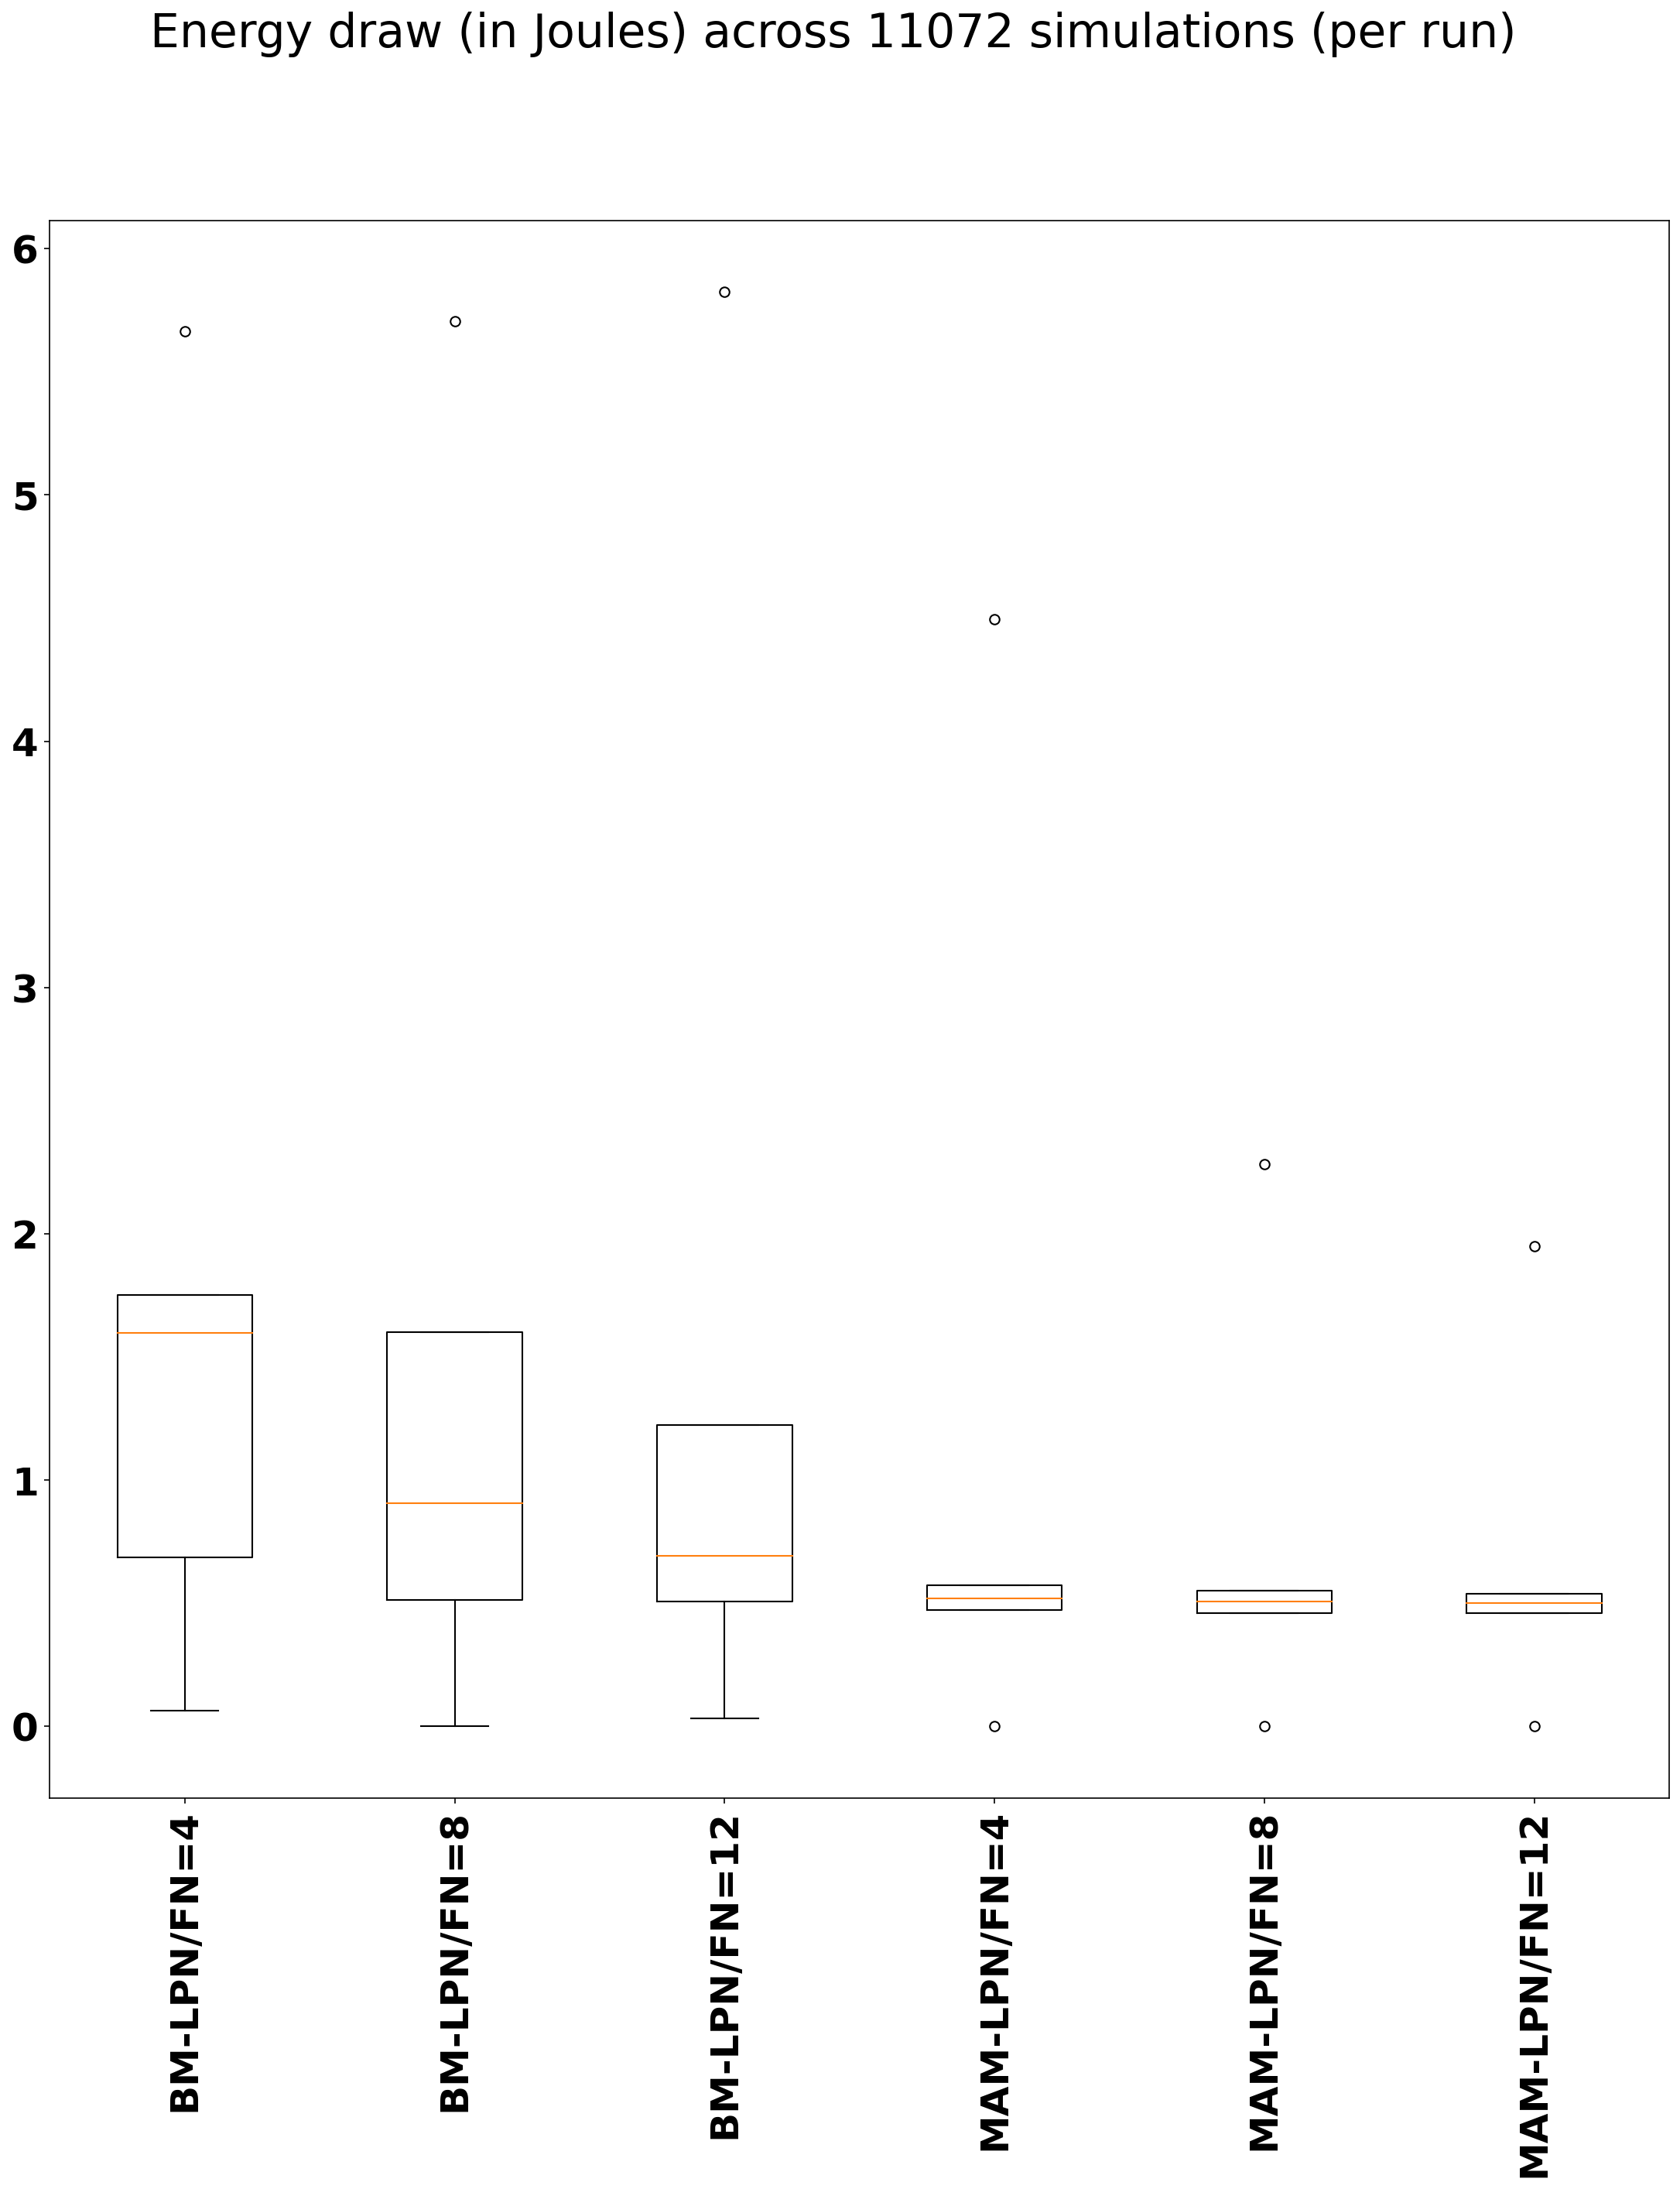 Energy draw (in Joules) across 11072 simulations (per run)
6
5
4
3
2
1
0
BM-LPN/FN=4
BM-LPN/FN=8
BM-LPN/FN=12
MAM-LPN/FN=4
MAM-LPN/FN=8
MAM-LPN/FN=12